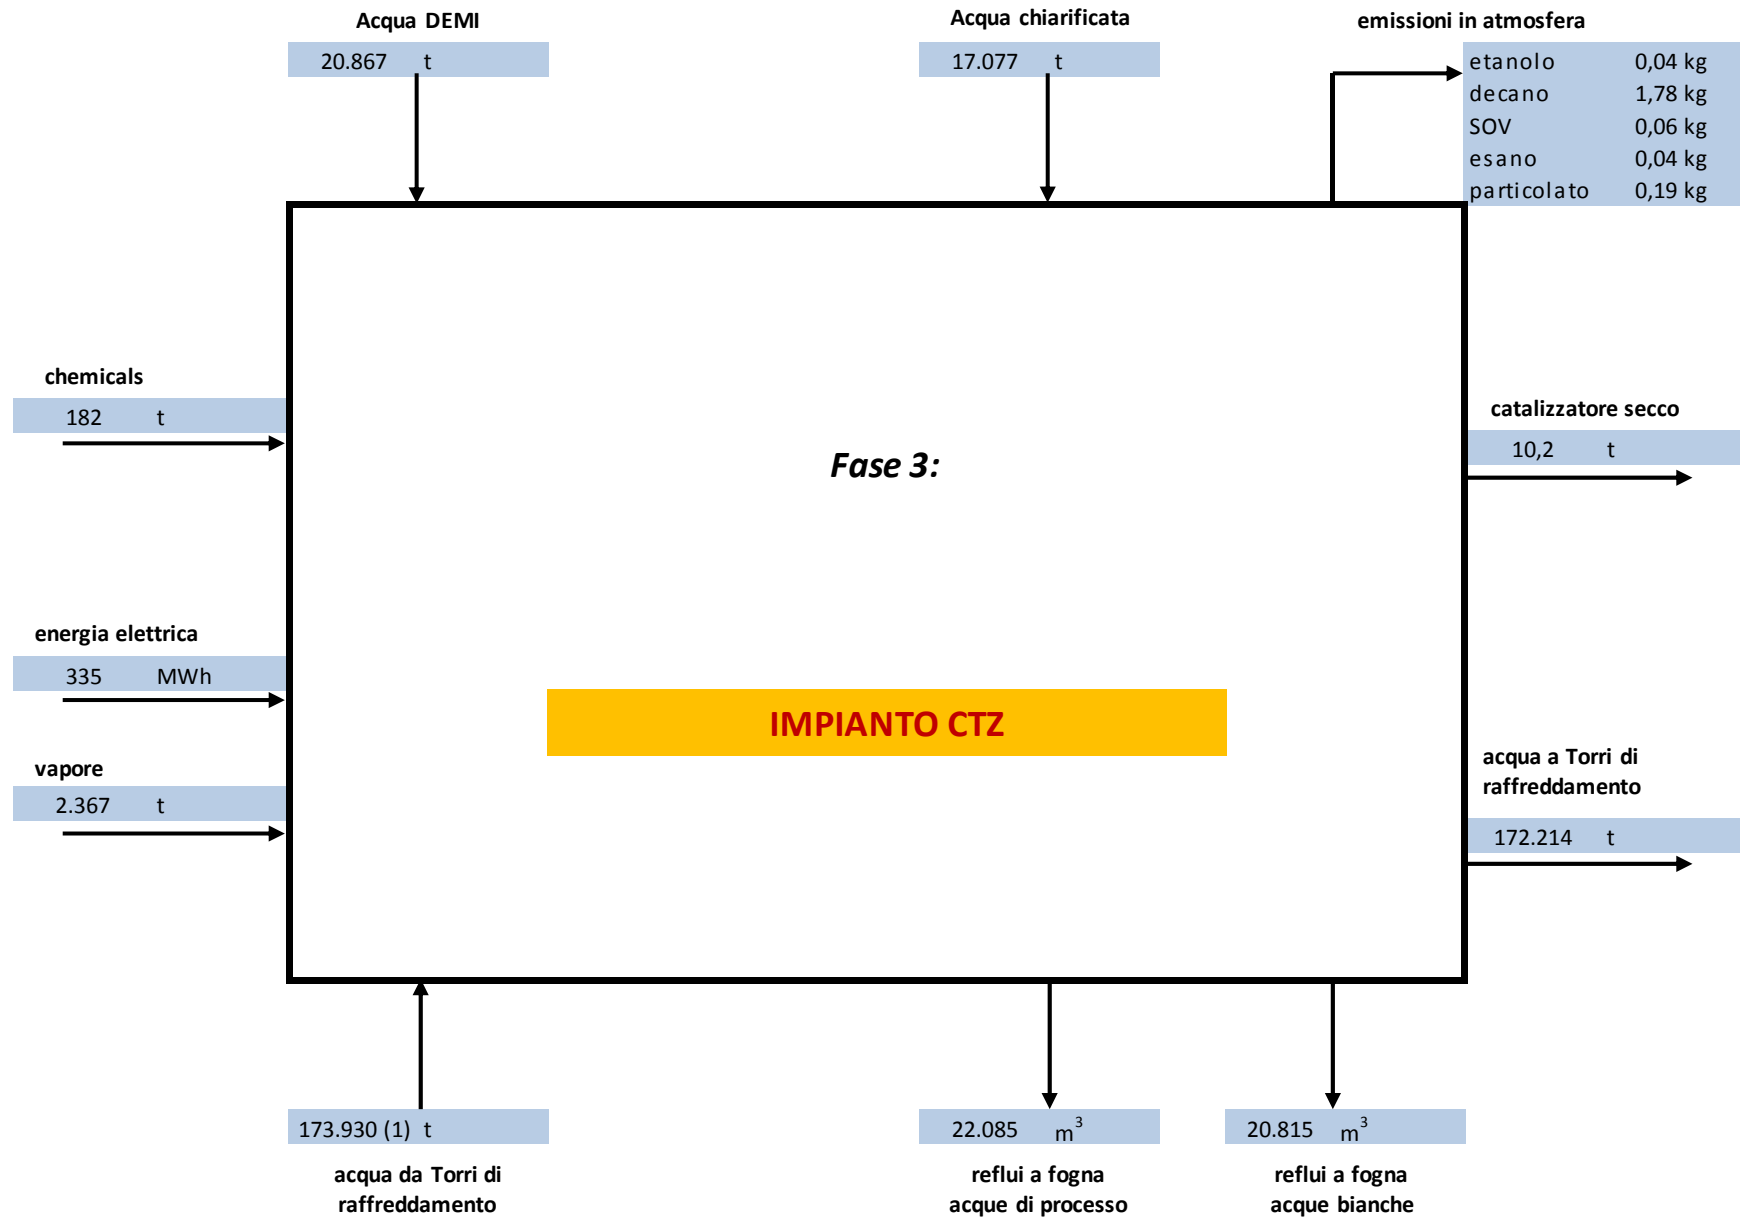 Acqua DEMI
20.867 t
Acqua chiarificata
17.077 t
emissioni in atmosfera
etanolo 0,04 kg
decano 1,78 kg
SOV 0,06 kg
esano 0,04 kg
particolato 0,19 kg
chemicals
182 t
catalizzatore secco
10,2 t
Fase 3:
energia elettrica
335 MWh
IMPIANTO CTZ
vapore
2.367 t
acqua a Torri di
raffreddamento
172.214 t
173.930 (1) t
acqua da Torri di
raffreddamento
22.085 m³
reflui a fogna
acque di processo
20.815 m³
reflui a fogna
acque bianche